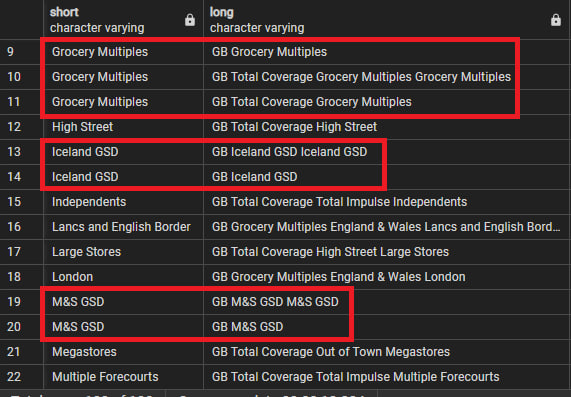 short long
character varying character varying
9 Grocery Multiples GB Grocery Multiples
10 Grocery Multiples GB Total Coverage Grocery Multiples Grocery Multiples
11 Grocery Multiples GB Total Coverage Grocery Multiples
12 High Street GB Total Coverage High Street
13 Iceland GSD GB Iceland GSD Iceland GSD
14 Iceland GSD GB Iceland GSD
15 Independents GB Total Coverage Total Impulse Independents
16 Lancs and English Border GB Grocery Multiples England & Wales Lancs and English Bord...
17 Large Stores GB Total Coverage High Street Large Stores
18 London GB Grocery Multiples England & Wales London
19 M&S GSD GB M&S GSD M&S GSD
20 M&S GSD GB M&S GSD
21 Megastores GB Total Coverage Out of Town Megastores
22 Multiple Forecourts GB Total Coverage Total Impulse Multiple Forecourts